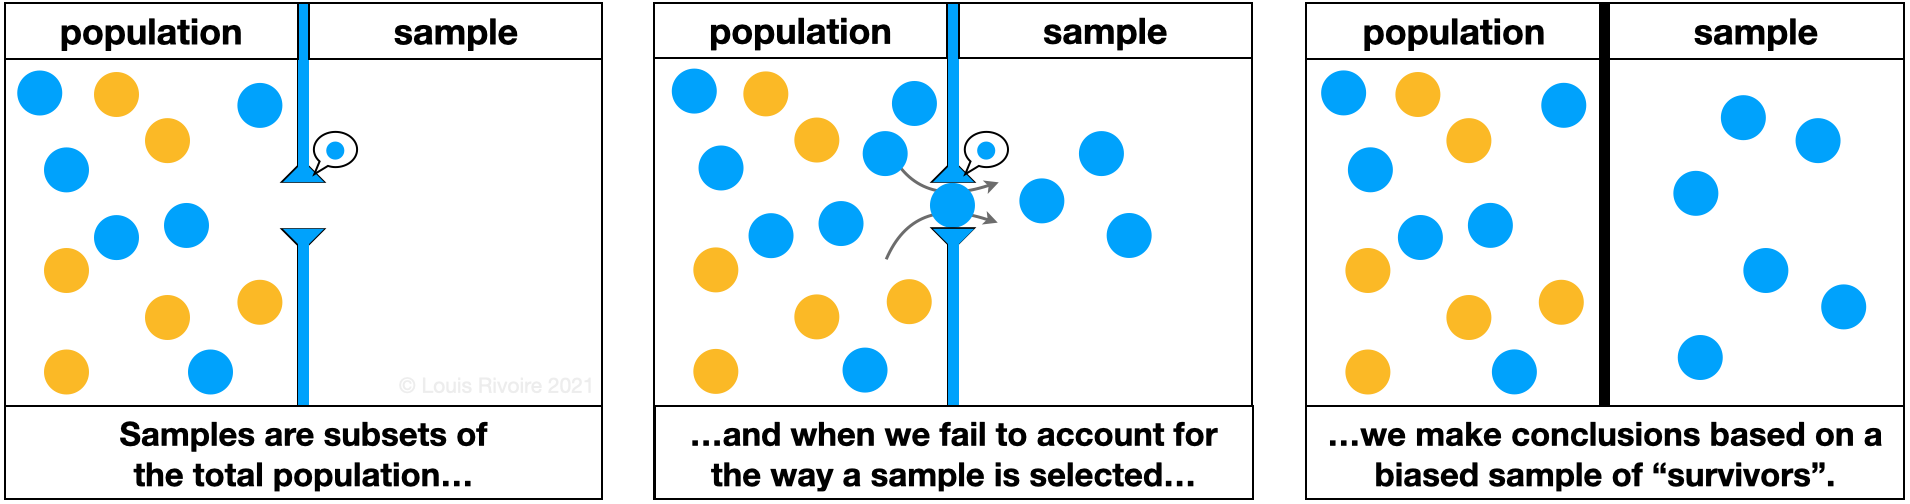 population
sample
© Louis Rivoire 2021
Samples are subsets of
the total population...
population
sample
...and when we fail to account for
the way a sample is selected...
population
sample
...we make conclusions based on a
biased sample of “survivors”.